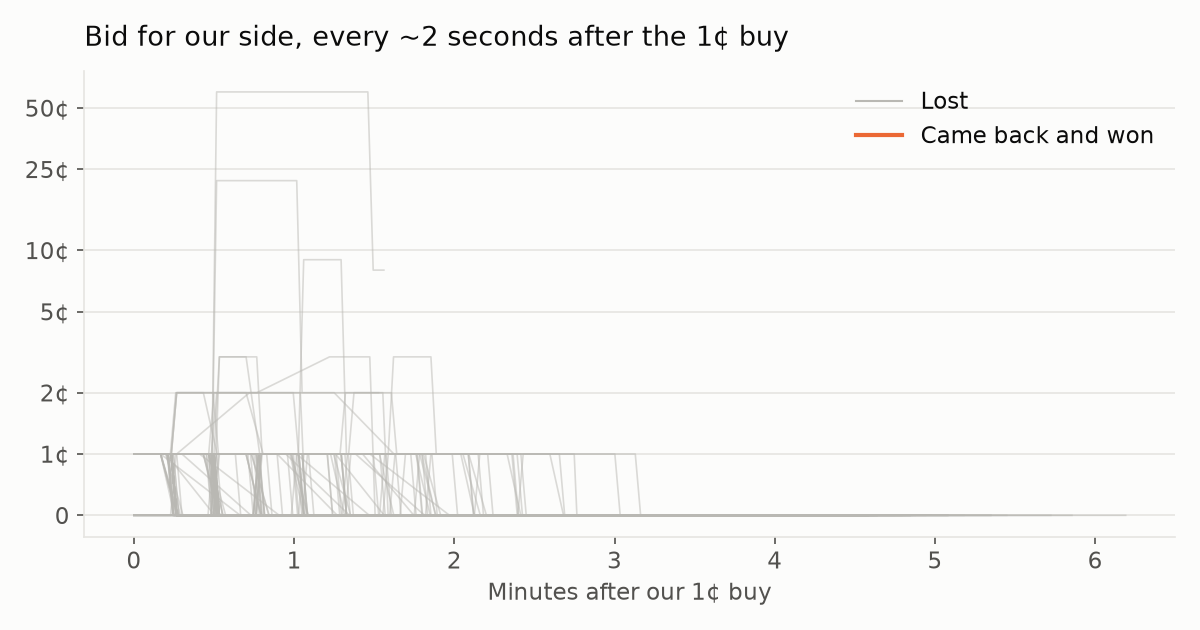 Bid for our side, every ~2 seconds after the 1¢ buy
Lost
Came back and won
50¢
25¢
10¢
5¢
2¢
1¢
0
0 1 2 3 4 5 6
Minutes after our 1¢ buy